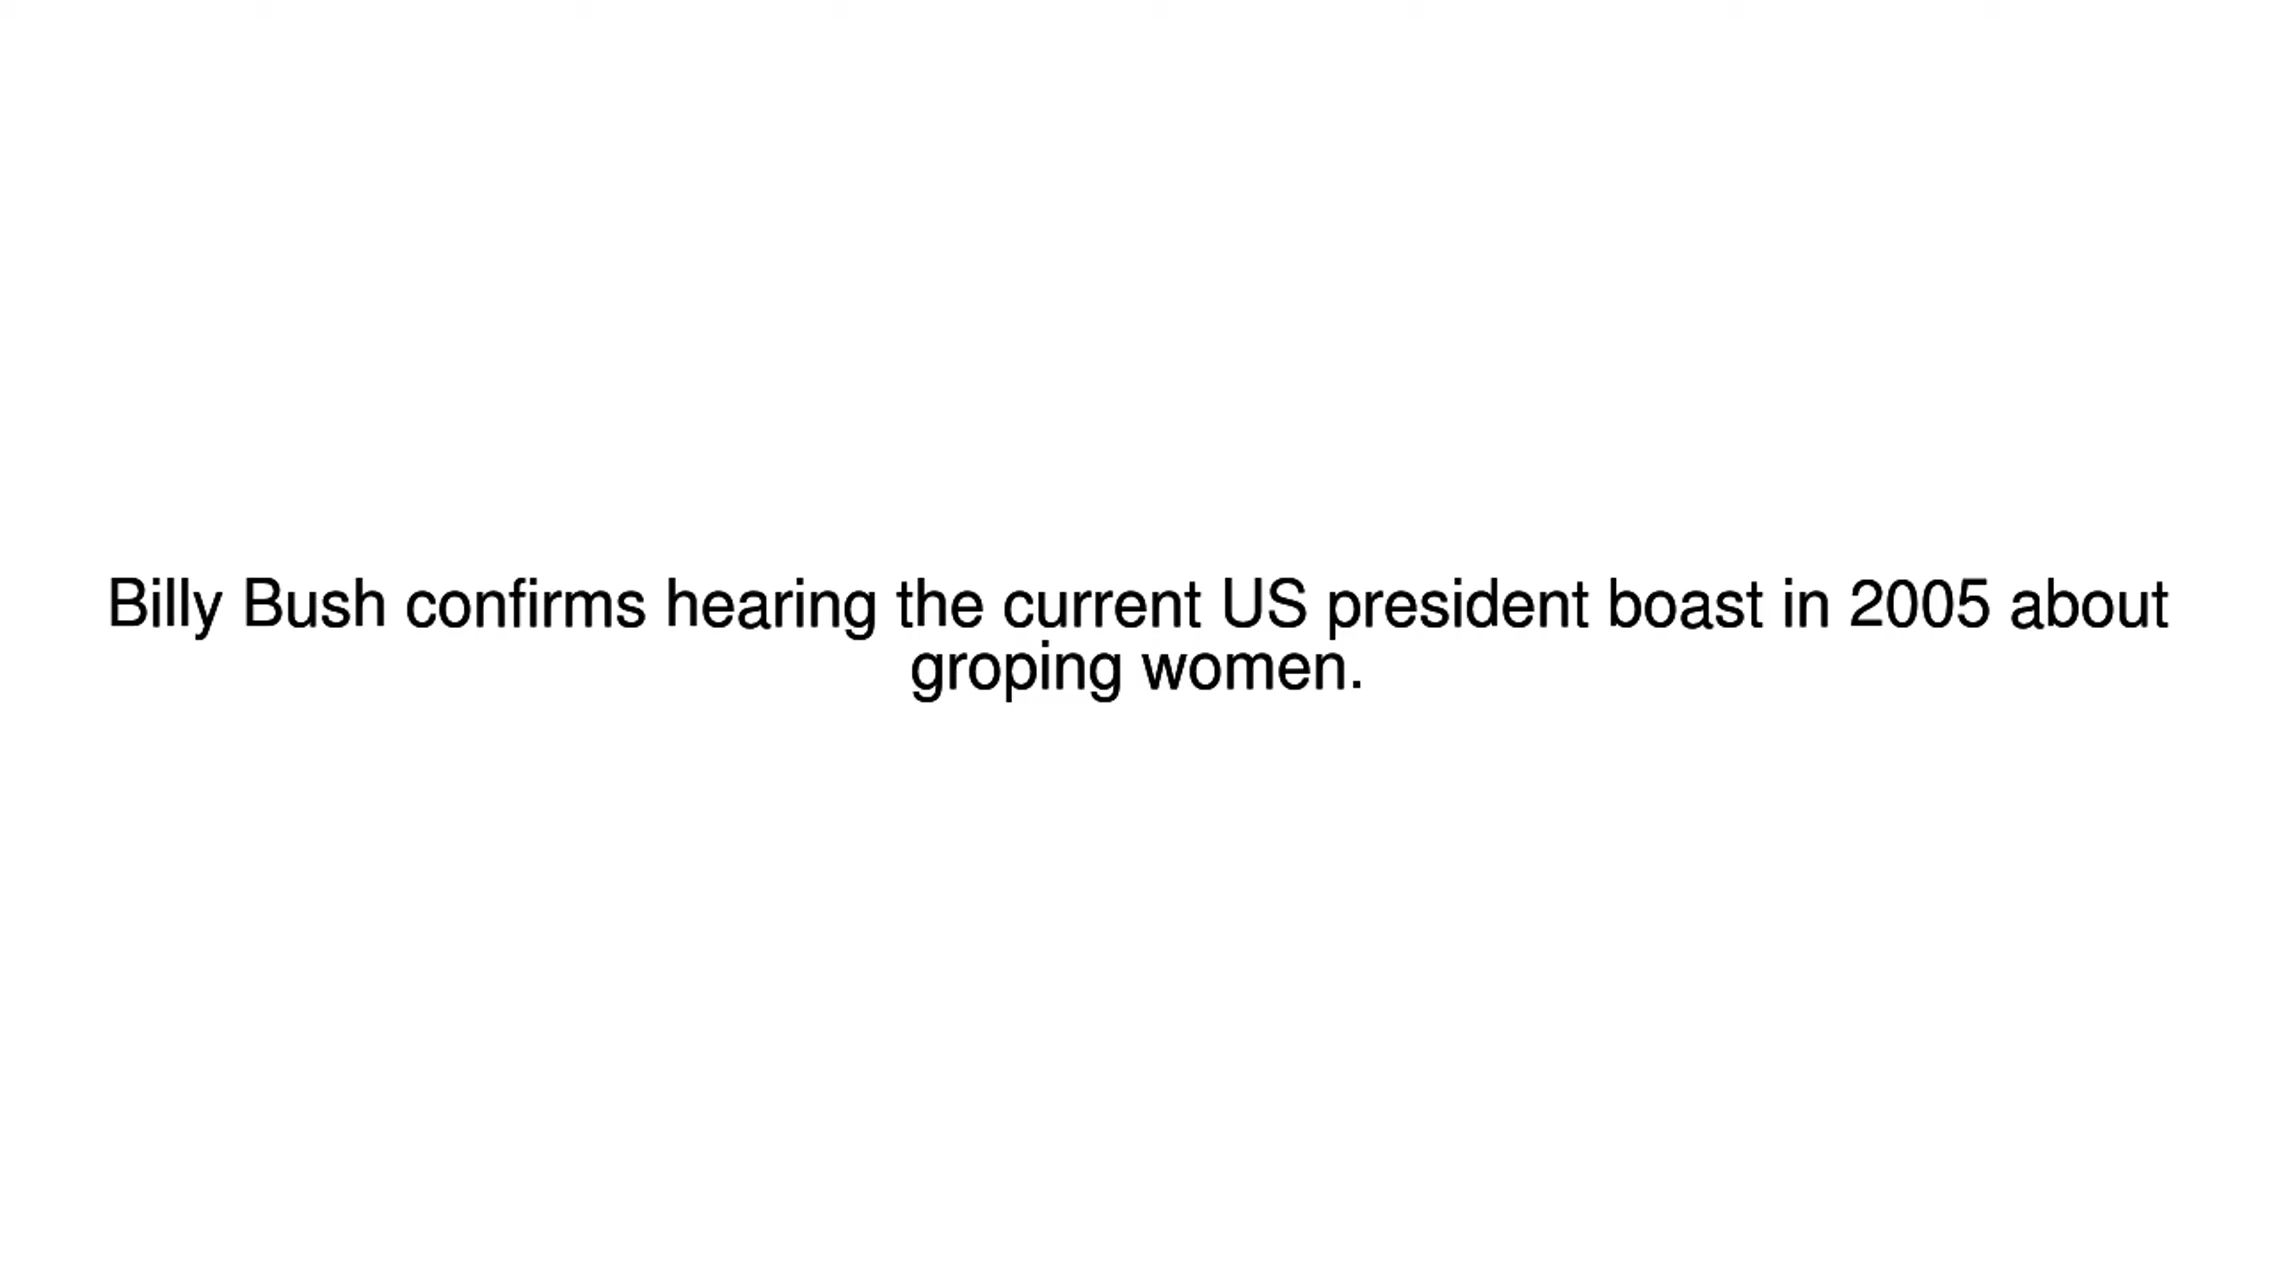 Billy Bush confirms hearing the current US president boast in 2005 about
groping women.